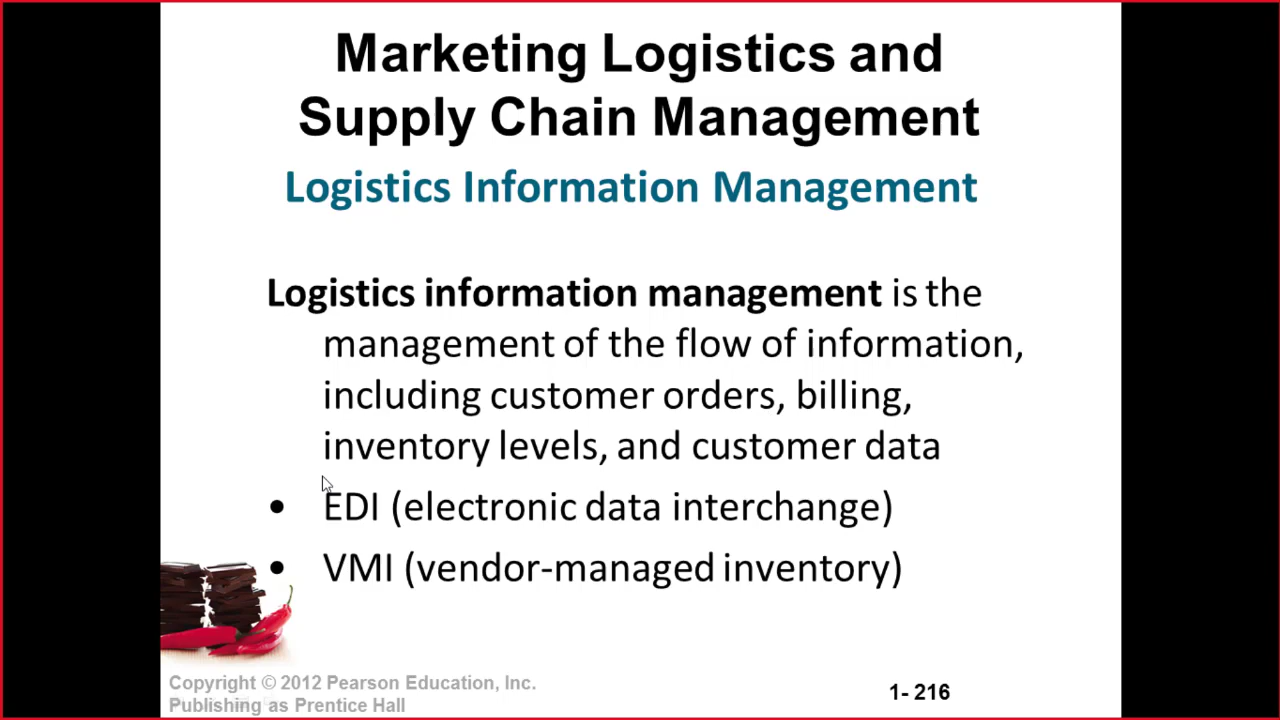 Marketing Logistics and
Supply Chain Management
Logistics Information Management
Logistics information management is the
management of the flow of information,
including customer orders, billing,
inventory levels, and customer data
• EDI (electronic data interchange)
• VMI (vendor-managed inventory)
Copyright © 2012 Pearson Education, Inc.
Publishing as Prentice Hall
1- 216